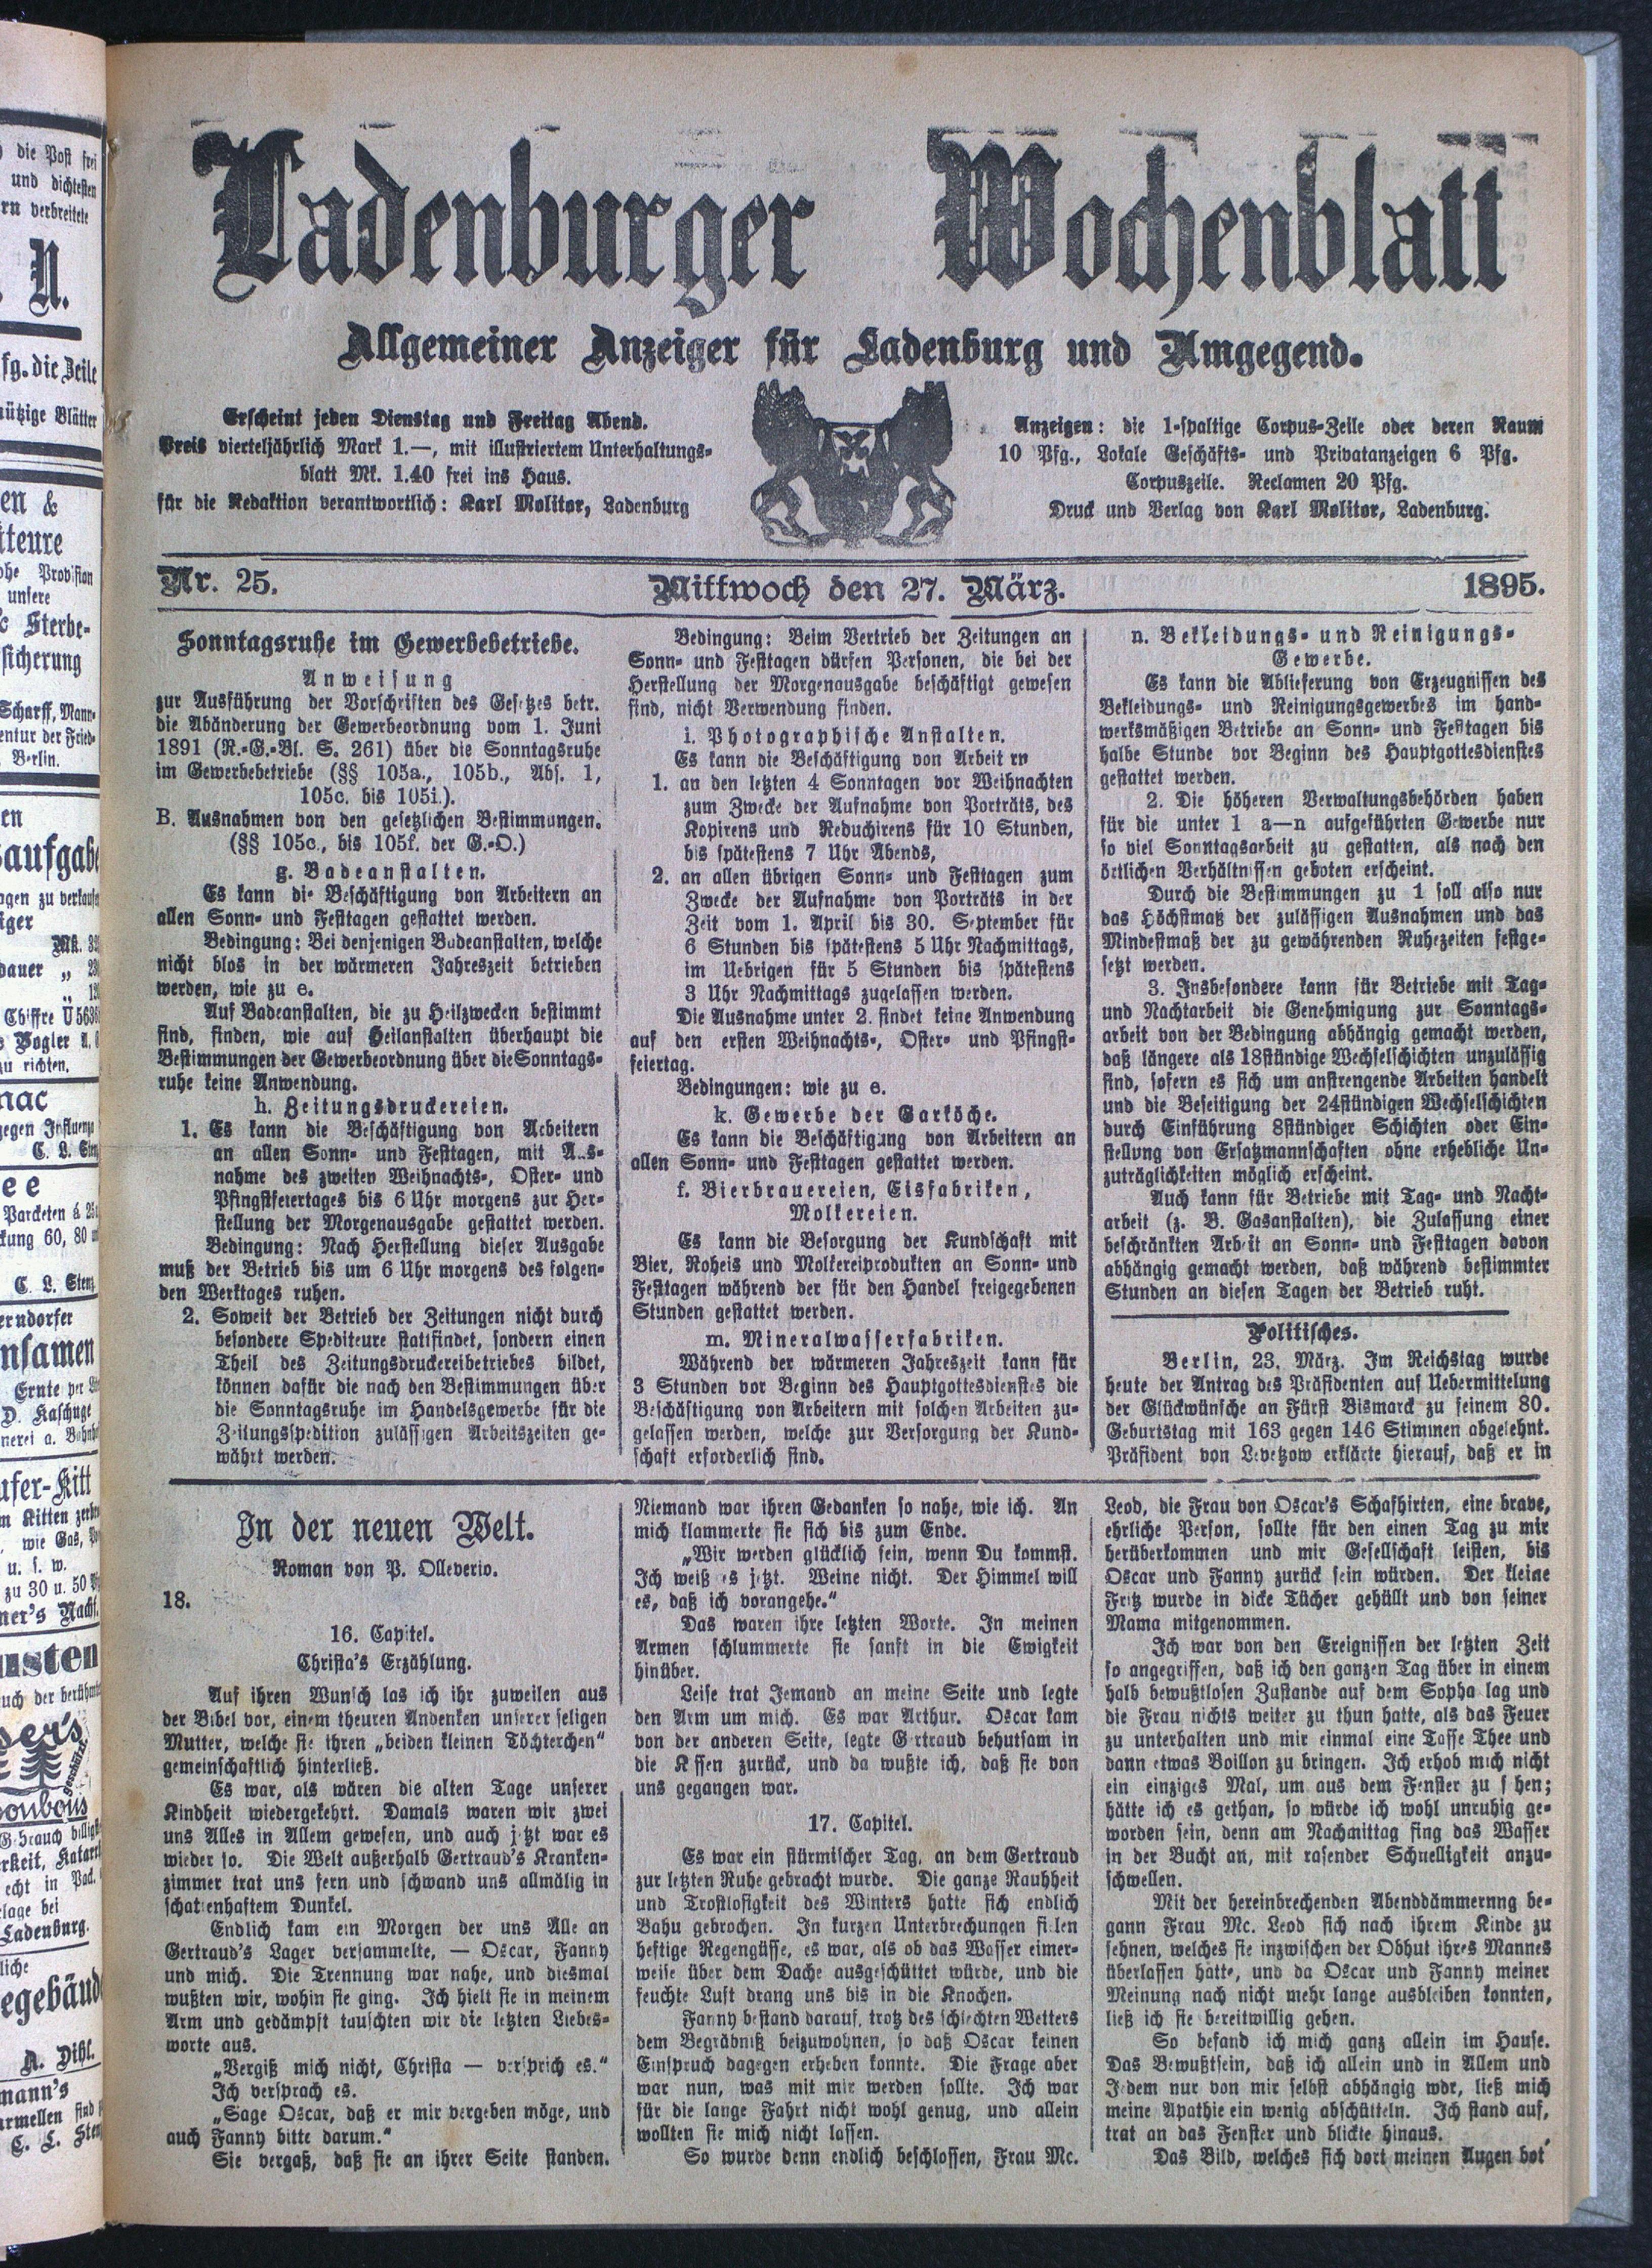 Ladenburger Wochenblatt
Allgemeiner Anzeiger für Ladenburg und Umgegend.
Erscheint jeden Dienstag und Freitag Abend.
Preis vierteljährlich Mark 1.—, mit illustriertem Unterhaltungs-
blatt Mk. 1.40 frei ins Haus.
für die Redaktion verantwortlich: Karl Molitor, Ladenburg
Anzeigen: die 1-spaltige Corpus-Zeile oder deren Raum
10 Pfg., Lokale Geschäfts- und Privatanzeigen 6 Pfg.
Corpuszeile. Reclamen 20 Pfg.
Druck und Verlag von Karl Molitor, Ladenburg.
Nr. 25. Mittwoch den 27. März. 1895.
Sonntagsruhe im Gewerbebetriebe.
Anweisung
zur Ausführung der Vorschriften des Gesetzes betr.
die Abänderung der Gewerbeordnung vom 1. Juni
1891 (R.-G.-Bl. S. 261) über die Sonntagsruhe
im Gewerbebetriebe (§§ 105a., 105b., Abs. 1,
105c. bis 105i.).
B. Ausnahmen von den gesetzlichen Bestimmungen.
(§§ 105c., bis 105f. der G.-O.)
g. Badeanstalten.
Es kann di- Beschäftigung von Arbeitern an
allen Sonn- und Festtagen gestattet werden.
Bedingung: Bei denjenigen Badeanstalten, welche
nicht blos in der wärmeren Jahreszeit betrieben
werden, wie zu e.
Auf Badeanstalten, die zu Heilzwecken bestimmt
sind, finden, wie auf Heilanstalten überhaupt die
Bestimmungen der Gewerbeordnung über die Sonntags-
ruhe keine Anwendung.
h. Zeitungsdruckereien.
1. Es kann die Beschäftigung von Arbeitern
an allen Sonn- und Festtagen, mit A..s-
nahme des zweiten Weihnachts-, Oster- und
Pfingstfeiertages bis 6 Uhr morgens zur Her-
stellung der Morgenausgabe gestattet werden.
Bedingung: Nach Herstellung dieser Ausgabe
muß der Betrieb bis um 6 Uhr morgens des folgen-
den Werktages ruhen.
2. Soweit der Betrieb der Zeitungen nicht durch
besondere Spediteure stattfindet, sondern einen
Theil des Zeitungsdruckereibetriebes bildet,
können dafür die nach den Bestimmungen über
die Sonntagsruhe im Handelsgewerbe für die
Zeitungsspedition zulässigen Arbeitszeiten ge-
währt werden.
Bedingung: Beim Vertrieb der Zeitungen an
Sonn- und Festtagen dürfen Personen, die bei der
Herstellung der Morgenausgabe beschäftigt gewesen
sind, nicht Verwendung finden.
i. Photographische Anstalten.
Es kann die Beschäftigung von Arbeit rn
1. an den letzten 4 Sonntagen vor Weihnachten
zum Zwecke der Aufnahme von Porträts, des
Kopirens und Reduchirens für 10 Stunden,
bis spätestens 7 Uhr Abends,
2. an allen übrigen Sonn- und Festtagen zum
Zwecke der Aufnahme von Porträts in der
Zeit vom 1. April bis 30. September für
6 Stunden bis spätestens 5 Uhr Nachmittags,
im Uebrigen für 5 Stunden bis spätestens
3 Uhr Nachmittags zugelassen werden.
Die Ausnahme unter 2. findet keine Anwendung
auf den ersten Weihnachts-, Oster- und Pfingst-
feiertag.
Bedingungen: wie zu e.
k. Gewerbe der Garköche.
Es kann die Beschäftigung von Arbeitern an
allen Sonn- und Festtagen gestattet werden.
f. Bierbrauereien, Eisfabriken,
Molkereien.
Es kann die Besorgung der Kundschaft mit
Bier, Roheis und Molkereiprodukten an Sonn- und
Festtagen während der für den Handel freigegebenen
Stunden gestattet werden.
m. Mineralwasserfabriken.
Während der wärmeren Jahreszeit kann für
3 Stunden vor Beginn des Hauptgottesdienstes die
Beschäftigung von Arbeitern mit solchen Arbeiten zu-
gelassen werden, welche zur Versorgung der Kund-
schaft erforderlich sind.
n. Bekleidungs- und Reinigungs-
Gewerbe.
Es kann die Ablieferung von Erzeugnissen des
Bekleidungs- und Reinigungsgewerbes im hand-
werksmäßigen Betriebe an Sonn- und Festtagen bis
halbe Stunde vor Beginn des Hauptgottesdienstes
gestattet werden.
2. Die höheren Verwaltungsbehörden haben
für die unter 1 a—n aufgeführten Gewerbe nur
so viel Sonntagsarbeit zu gestatten, als nach den
örtlichen Verhältnissen geboten erscheint.
Durch die Bestimmungen zu 1 soll also nur
das Höchstmaß der zulässigen Ausnahmen und das
Mindestmaß der zu gewährenden Ruhezeiten festge-
setzt werden.
3. Insbesondere kann für Betriebe mit Tag-
und Nachtarbeit die Genehmigung zur Sonntags-
arbeit von der Bedingung abhängig gemacht werden,
daß längere als 18stündige Wechselschichten unzulässig
sind, sofern es sich um anstrengende Arbeiten handelt
und die Beseitigung der 24stündigen Wechselschichten
durch Einführung 8stündiger Schichten oder Ein-
stellung von Ersatzmannschaften ohne erhebliche Un-
zuträglichkeiten möglich erscheint.
Auch kann für Betriebe mit Tag- und Nacht-
arbeit (z. B. Gasanstalten), die Zulassung einer
beschränkten Arbeit an Sonn- und Festtagen davon
abhängig gemacht werden, daß während bestimmter
Stunden an diesen Tagen der Betrieb ruht.
Politisches.
Berlin, 23. März. Im Reichstag wurde
heute der Antrag des Präsidenten auf Uebermittelung
der Glückwünsche an Fürst Bismarck zu seinem 80.
Geburtstag mit 163 gegen 146 Stimmen abgelehnt.
Präsident von Levetzow erklärte hierauf, daß er in
In der neuen Welt.
Roman von P. Olleverio.
18.
16. Capitel.
Christa's Erzählung.
Auf ihren Wunsch las ich ihr zuweilen aus
der Bibel vor, einem theuren Andenken unserer seligen
Mutter, welche sie ihren „beiden kleinen Töchterchen"
gemeinschaftlich hinterließ.
Es war, als wären die alten Tage unserer
Kindheit wiedergekehrt. Damals waren wir zwei
uns Alles in Allem gewesen, und auch jetzt war es
wieder so. Die Welt außerhalb Gertraud's Kranken-
zimmer trat uns fern und schwand uns allmälig in
schattenhaftem Dunkel.
Endlich kam ein Morgen der uns Alle an
Gertraud's Lager versammelte, — Oscar, Fanny
und mich. Die Trennung war nahe, und diesmal
wußten wir, wohin sie ging. Ich hielt sie in meinem
Arm und gedämpft tauschten wir die letzten Liebes-
worte aus.
„Vergiß mich nicht, Christa — versprich es."
Ich versprach es.
„Sage Oscar, daß er mir vergeben möge, und
auch Fanny bitte darum."
Sie vergaß, daß sie an ihrer Seite standen.
Niemand war ihren Gedanken so nahe, wie ich. An
mich klammerte sie sich bis zum Ende.
„Wir werden glücklich sein, wenn Du kommst.
Ich weiß es jetzt. Weine nicht. Der Himmel will
es, daß ich vorangehe."
Das waren ihre letzten Worte. In meinen
Armen schlummerte sie sanft in die Ewigkeit
hinüber.
Leise trat Jemand an meine Seite und legte
den Arm um mich. Es war Arthur. Oscar kam
von der anderen Seite, legte Gertraud behutsam in
die Kissen zurück, und da wußte ich, daß sie von
uns gegangen war.
17. Capitel.
Es war ein stürmischer Tag, an dem Gertraud
zur letzten Ruhe gebracht wurde. Die ganze Rauhheit
und Trostlosigkeit des Winters hatte sich endlich
Bahu gebrochen. In kurzen Unterbrechungen fielen
heftige Regengüsse, es war, als ob das Wasser eimer-
weise über dem Dache ausgeschüttet würde, und die
feuchte Luft drang uns bis in die Knochen.
Fanny bestand darauf, trotz des schlechten Wetters
dem Begräbniß beizuwohnen, so daß Oscar keinen
Einspruch dagegen erheben konnte. Die Frage aber
war nun, was mit mir werden sollte. Ich war
für die lange Fahrt nicht wohl genug, und allein
wollten sie mich nicht lassen.
So wurde denn endlich beschlossen, Frau Mc.
Leod, die Frau von Oscar's Schafhirten, eine brave,
ehrliche Person, sollte für den einen Tag zu mir
herüberkommen und mir Gesellschaft leisten, bis
Oscar und Fanny zurück sein würden. Der kleine
Fritz wurde in dicke Tücher gehüllt und von seiner
Mama mitgenommen.
Ich war von den Ereignissen der letzten Zeit
so angegriffen, daß ich den ganzen Tag über in einem
halb bewußtlosen Zustande auf dem Sopha lag und
die Frau nichts weiter zu thun hatte, als das Feuer
zu unterhalten und mir einmal eine Tasse Thee und
dann etwas Boillon zu bringen. Ich erhob mich nicht
ein einziges Mal, um aus dem Fenster zu sehen;
hätte ich es gethan, so würde ich wohl unruhig ge-
worden sein, denn am Nachmittag fing das Wasser
in der Bucht an, mit rasender Schnelligkeit anzu-
schwellen.
Mit der hereinbrechenden Abenddämmernng be-
gann Frau Mc. Leod sich nach ihrem Kinde zu
sehnen, welches sie inzwischen der Obhut ihres Mannes
überlassen hatte, und da Oscar und Fanny meiner
Meinung nach nicht mehr lange ausbleiben konnten,
ließ ich sie bereitwillig gehen.
So befand ich mich ganz allein im Hause.
Das Bewußtsein, daß ich allein und in Allem und
Jedem nur von mir selbst abhängig wdr, ließ mich
meine Apathie ein wenig abschütteln. Ich stand auf,
trat an das Fenster und blickte hinaus.
Das Bild, welches sich dort meinen Augen bot